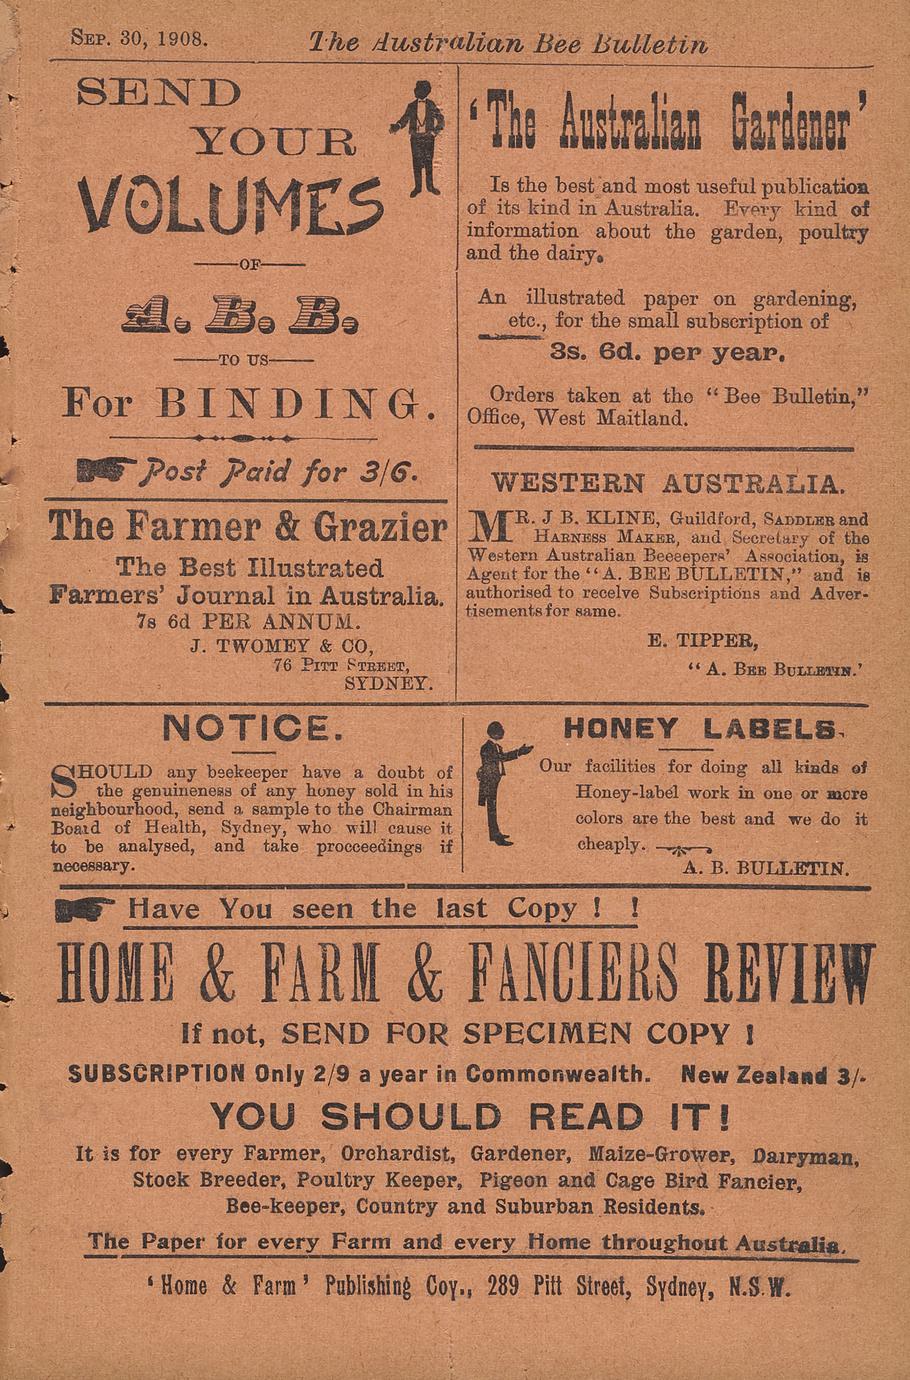 SEP. 30, 1908. The Australian Bee Bulletin
SEND
YOUR
VOLUMES
OF
A. B. B.
TO US
For BINDING.
Post Paid for 3/6.
The Farmer & Grazier
The Best Illustrated
Farmers' Journal in Australia.
7s 6d PER ANNUM.
J. TWOMEY & CO,
76 PITT STREET,
SYDNEY.
'The Australian Gardener'
Is the best and most useful publication
of its kind in Australia. Every kind of
information about the garden, poultry
and the dairy.
An illustrated paper on gardening,
etc., for the small subscription of
3s. 6d. per year.
Orders taken at the "Bee Bulletin,"
Office, West Maitland.
WESTERN AUSTRALIA.
MR. J B. KLINE, Guildford, SADDLER and
HARNESS MAKER, and Secretary of the
Western Australian Beeeepers' Association, is
Agent for the "A. BEE BULLETIN," and is
authorised to receive Subscriptions and Adver-
tisements for same.
E. TIPPER,
"A. BEE BULLETIN.'
NOTICE.
SHOULD any beekeeper have a doubt of
the genuineness of any honey sold in his
neighbourhood, send a sample to the Chairman
Board of Health, Sydney, who will cause it
to be analysed, and take procceedings if
necessary.
HONEY LABELS.
Our facilities for doing all kinds of
Honey-label work in one or more
colors are the best and we do it
cheaply.
A. B. BULLETIN.
Have You seen the last Copy ! !
HOME & FARM & FANCIERS REVIEW
If not, SEND FOR SPECIMEN COPY !
SUBSCRIPTION Only 2/9 a year in Commonwealth. New Zealand 3/-
YOU SHOULD READ IT!
It is for every Farmer, Orchardist, Gardener, Maize-Grower, Dairyman,
Stock Breeder, Poultry Keeper, Pigeon and Cage Bird Fancier,
Bee-keeper, Country and Suburban Residents.
The Paper for every Farm and every Home throughout Australia.
'Home & Farm' Publishing Coy., 289 Pitt Street, Sydney, N.S.W.